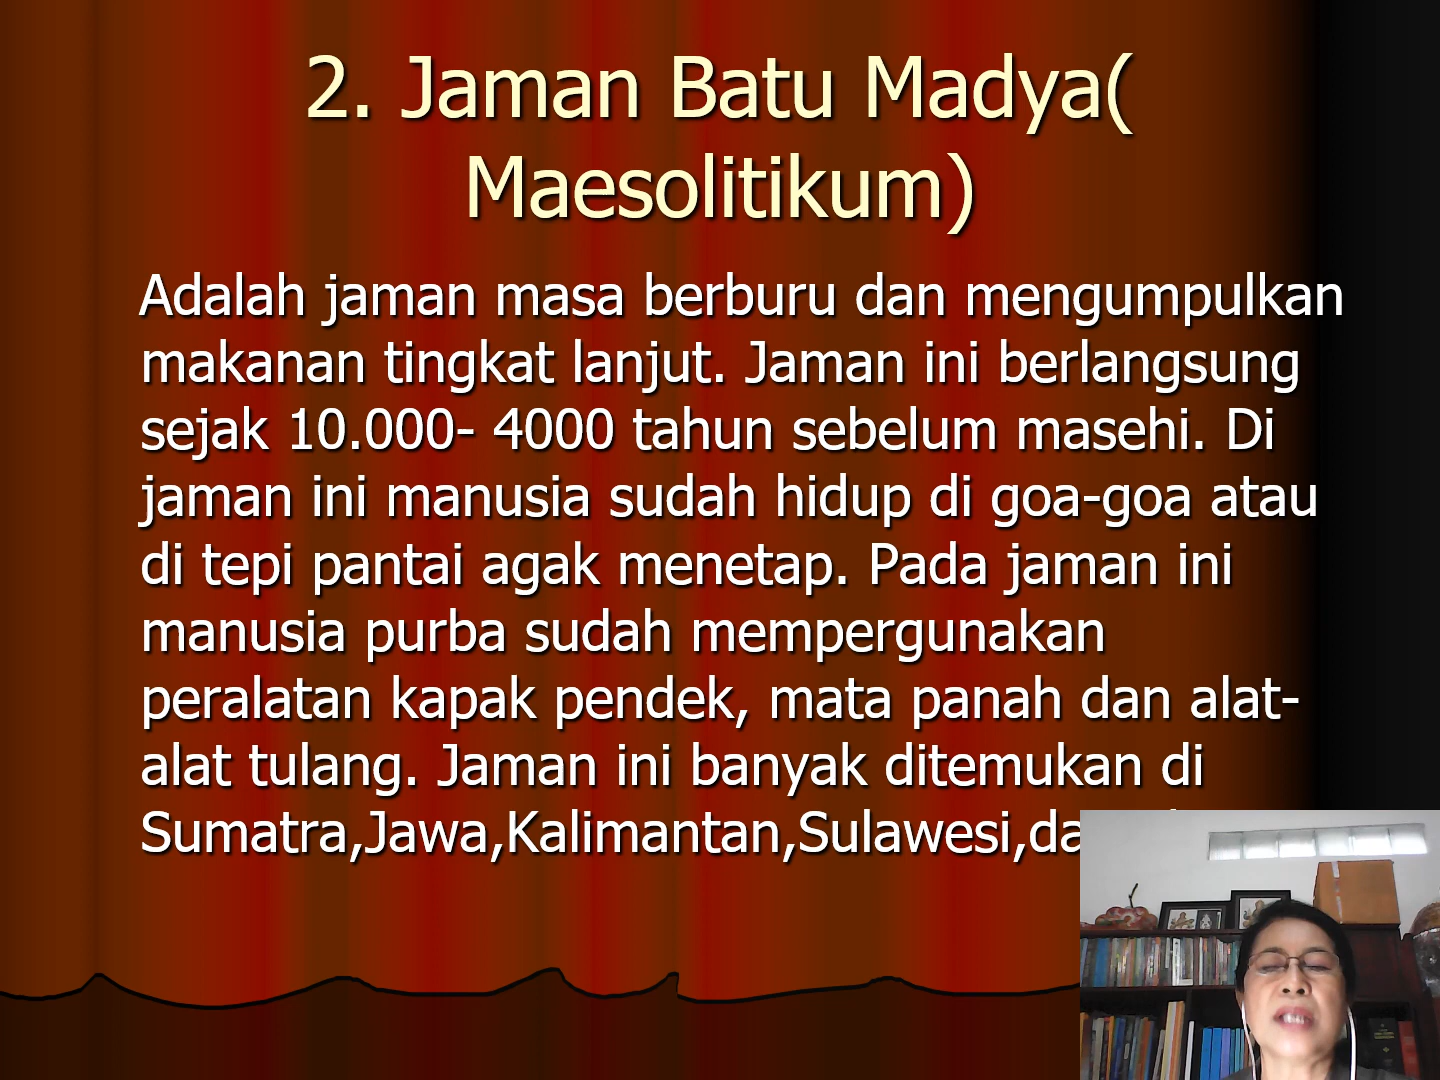 2. Jaman Batu Madya(
Maesolitikum)
Adalah jaman masa berburu dan mengumpulkan
makanan tingkat lanjut. Jaman ini berlangsung
sejak 10.000- 4000 tahun sebelum masehi. Di
jaman ini manusia sudah hidup di goa-goa atau
di tepi pantai agak menetap. Pada jaman ini
manusia purba sudah mempergunakan
peralatan kapak pendek, mata panah dan alat-
alat tulang. Jaman ini banyak ditemukan di
Sumatra,Jawa,Kalimantan,Sulawesi,